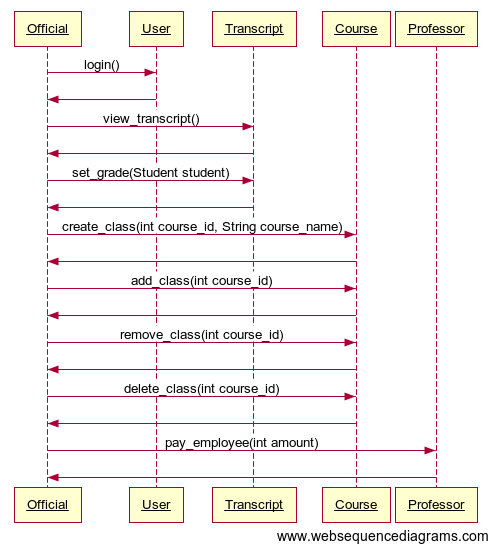 Official User Transcript Course Professor
login()
view_transcript()
set_grade(Student student)
create_class(int course_id, String course_name)
add_class(int course_id)
remove_class(int course_id)
delete_class(int course_id)
pay_employee(int amount)
Official User Transcript Course Professor
www.websequencediagrams.com